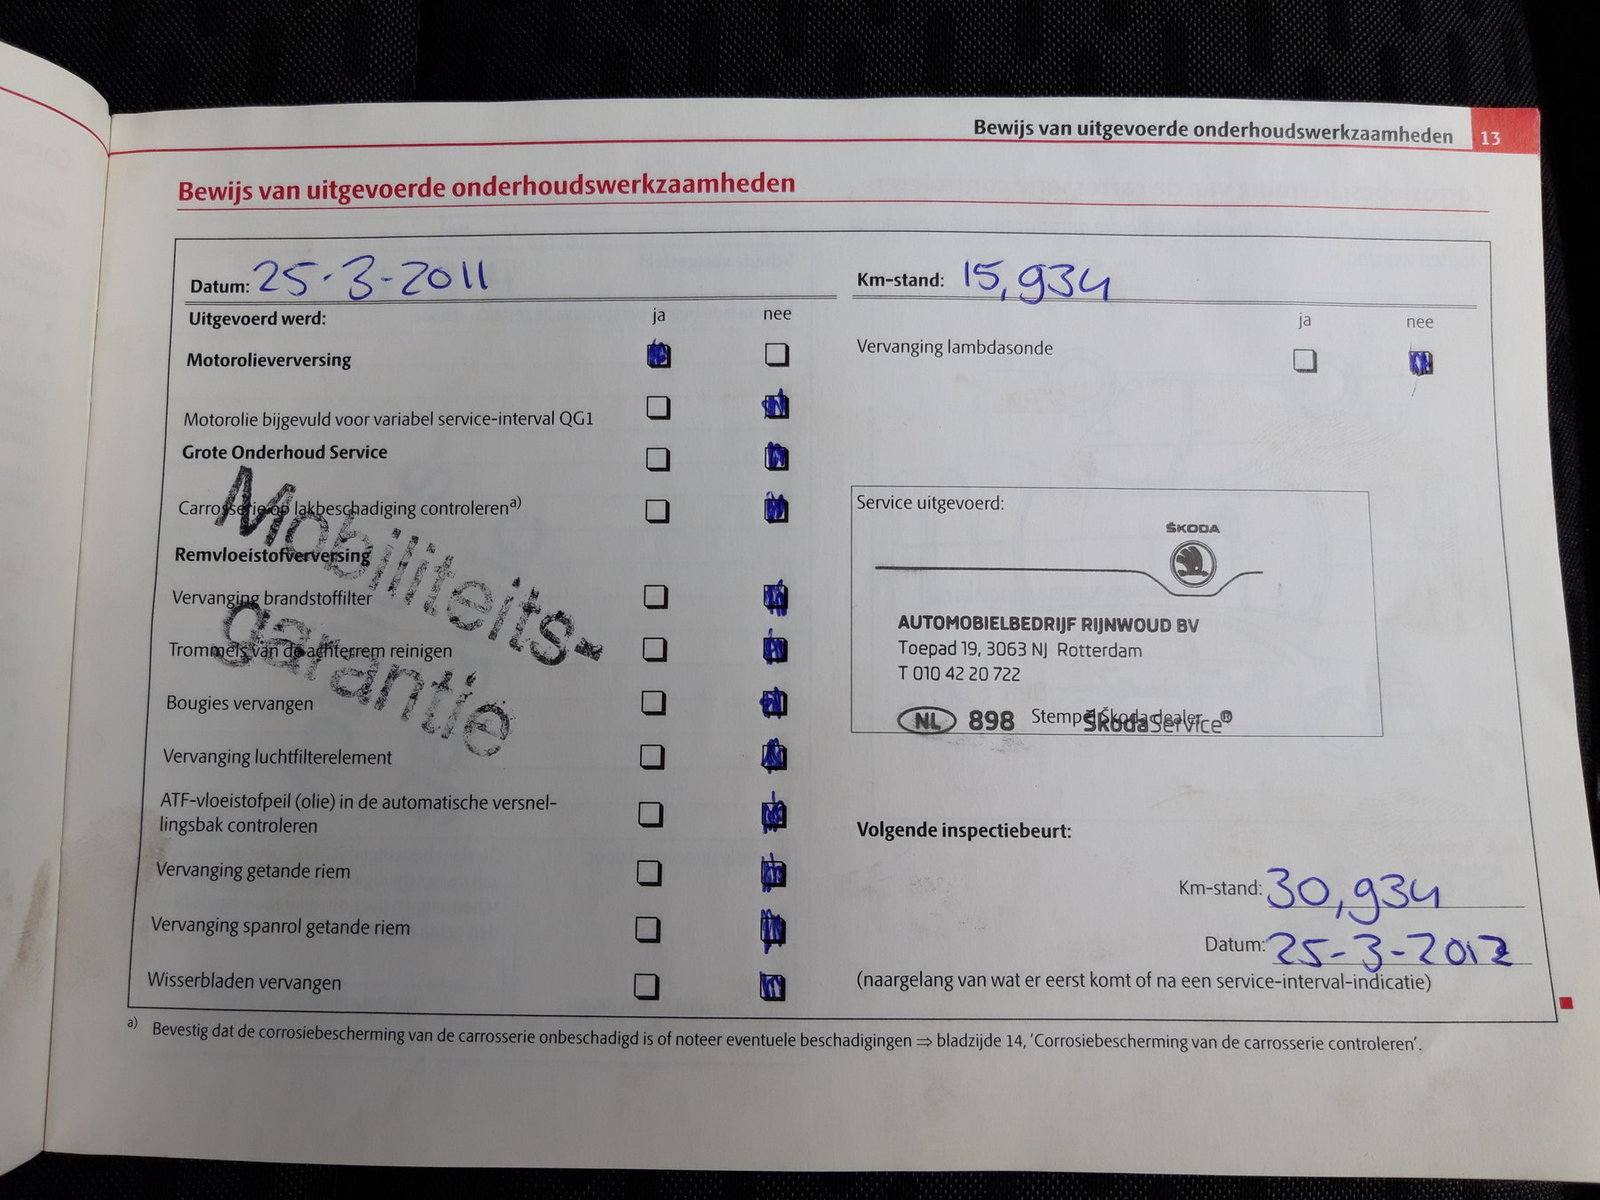 Bewijs van uitgevoerde onderhoudswerkzaamheden 13
Bewijs van uitgevoerde onderhoudswerkzaamheden
Datum: 25-3-2011
Uitgevoerd werd: ja nee
Motorolieverversing
Motorolie bijgevuld voor variabel service-interval QG1
Grote Onderhoud Service
Carrosserie op lakbeschadiging controleren a)
Remvloeistofverversing
Vervanging brandstoffilter
Trommels van de achterrem reinigen
Bougies vervangen
Vervanging luchtfilterelement
ATF-vloeistofpeil (olie) in de automatische versnel-
lingsbak controleren
Vervanging getande riem
Vervanging spanrol getande riem
Wisserbladen vervangen
Mobiliteits-
garantie
Km-stand: 15,934
ja nee
Vervanging lambdasonde
Service uitgevoerd:
ŠKODA
AUTOMOBIELBEDRIJF RIJNWOUD BV
Toepad 19, 3063 NJ Rotterdam
T 010 42 20 722
NL 898 ŠkodaService®
Stempel Škodadealer
Volgende inspectiebeurt:
Km-stand: 30,934
Datum: 25-3-2012
(naargelang van wat er eerst komt of na een service-interval-indicatie)
a) Bevestig dat de corrosiebescherming van de carrosserie onbeschadigd is of noteer eventuele beschadigingen ⇒ bladzijde 14, 'Corrosiebescherming van de carrosserie controleren'.